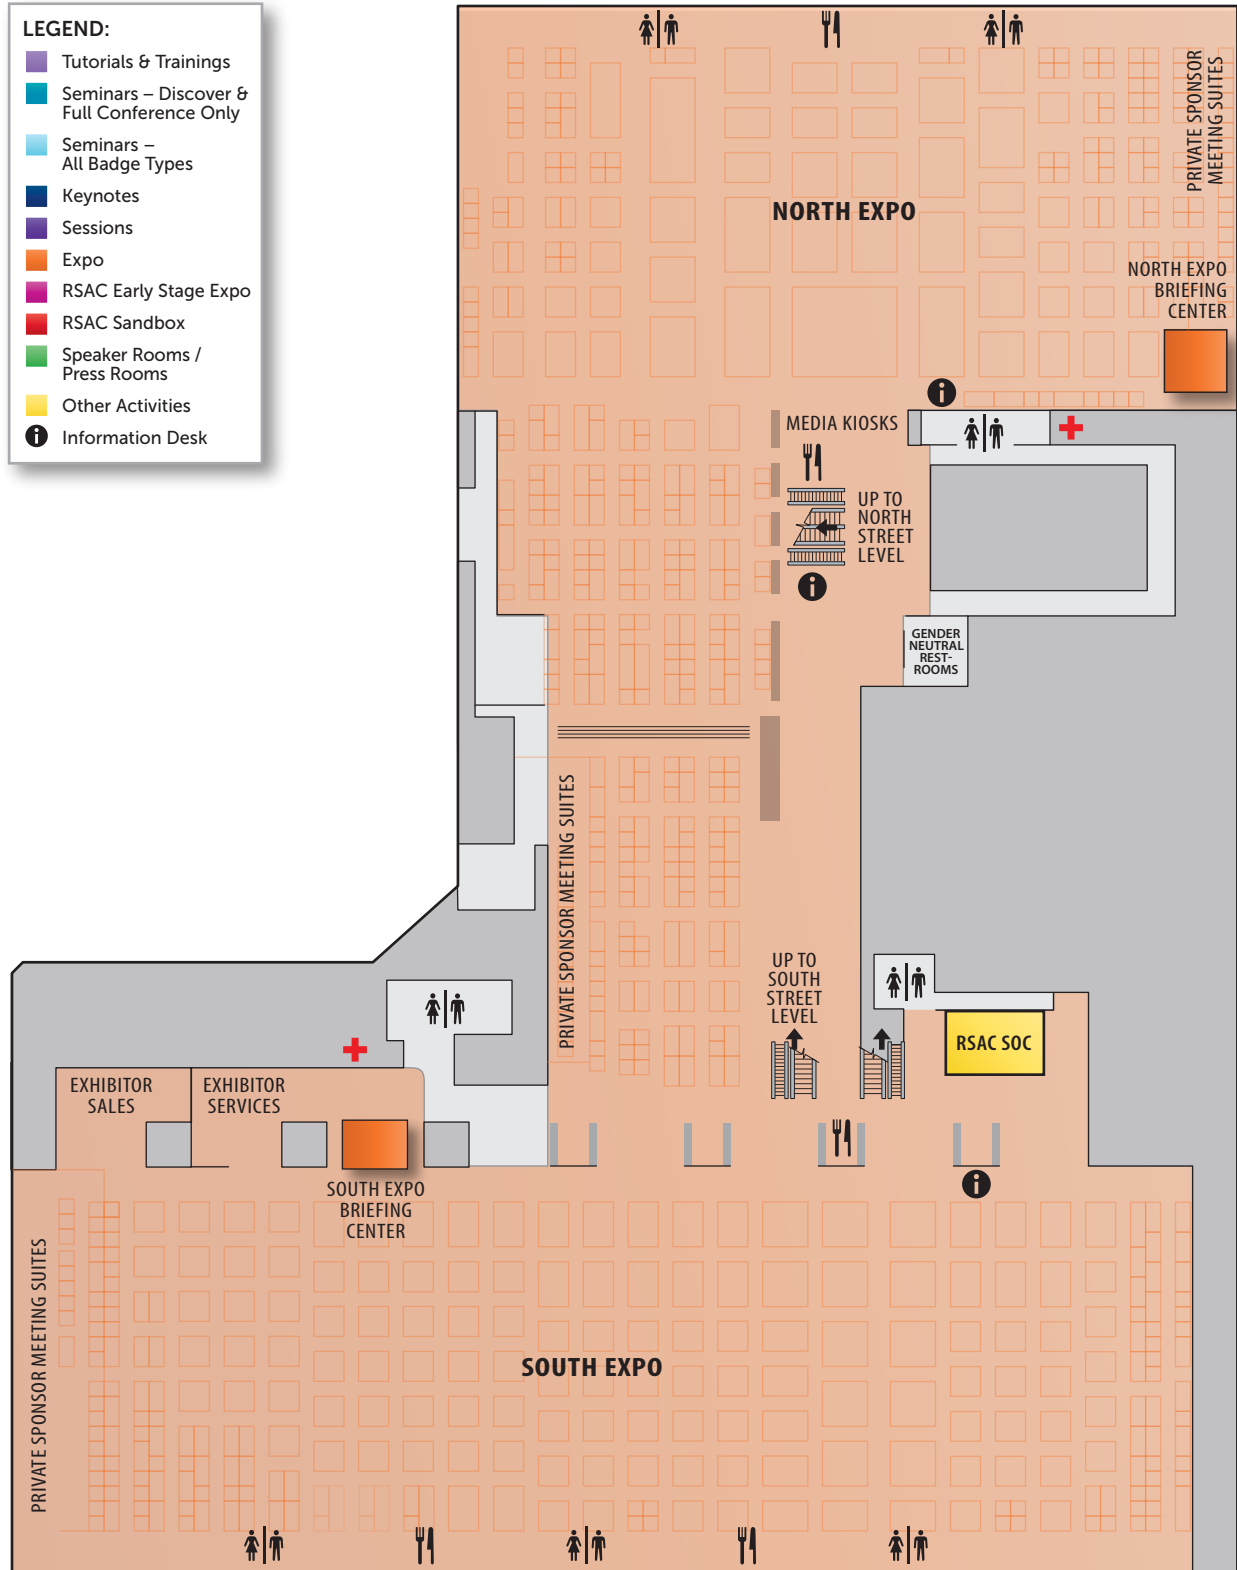 LEGEND:
Tutorials & Trainings
Seminars – Discover &
Full Conference Only
Seminars –
All Badge Types
Keynotes
Sessions
Expo
RSAC Early Stage Expo
RSAC Sandbox
Speaker Rooms /
Press Rooms
Other Activities
i Information Desk
PRIVATE SPONSOR
MEETING SUITES
NORTH EXPO
NORTH EXPO
BRIEFING
CENTER
i
MEDIA KIOSKS
UP TO
NORTH
STREET
LEVEL
i
GENDER
NEUTRAL
REST-
ROOMS
PRIVATE SPONSOR MEETING SUITES
UP TO
SOUTH
STREET
LEVEL
RSAC SOC
EXHIBITOR
SALES
EXHIBITOR
SERVICES
SOUTH EXPO
BRIEFING
CENTER
i
PRIVATE SPONSOR MEETING SUITES
SOUTH EXPO